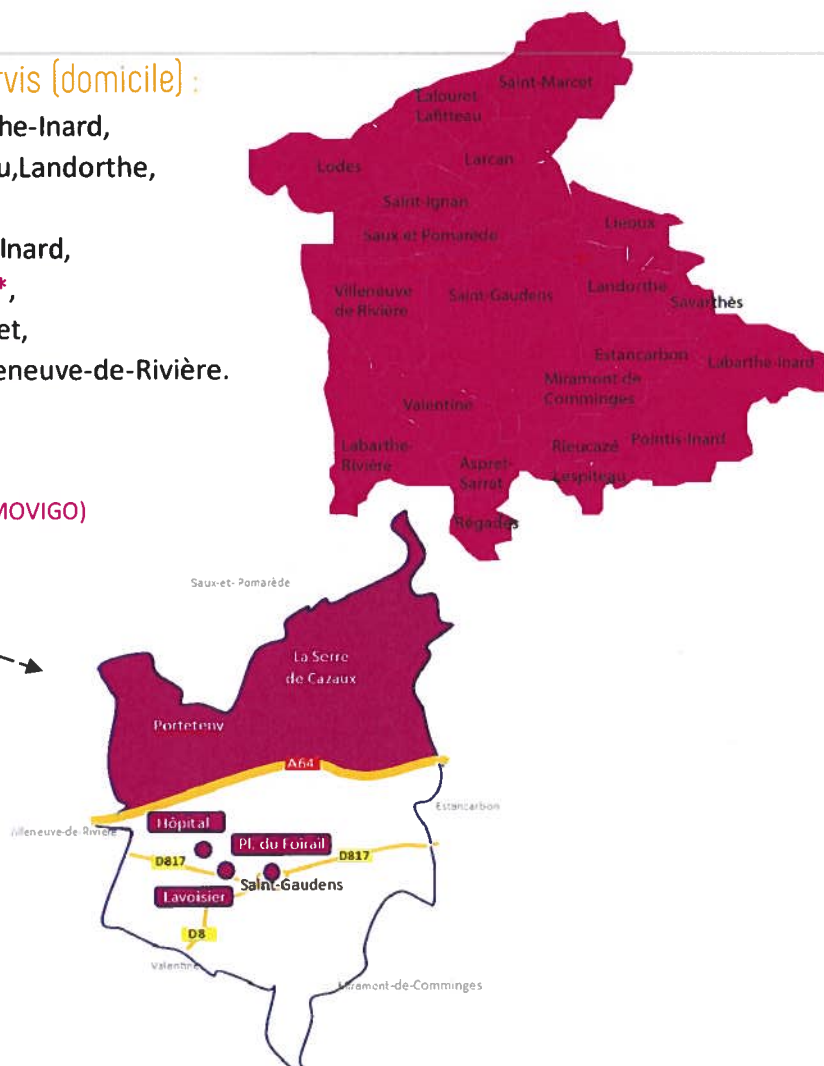 rvis (domicile) :
he-Inard,
u,Landorthe,
Inard,
*,
et,
eneuve-de-Rivière.
MOVIGO)
Saint-Marcet
Lalouret
Lafitteau
Lodes
Larcan
Saint-Ignan
Lieoux
Saux et Pomarède
Villeneuve
de Rivière
Saint-Gaudens
Landorthe
Savarthès
Estancarbon
Labarthe-Inard
Miramont de
Comminges
Valentine
Labarthe-
Rivière
Rieucazé
Pointis-Inard
Aspret-
Sarrat
Lespiteau
Régades
Saux-et- Pomarède
La Serre
de Cazaux
Porteteny
A64
Estancarbon
Villeneuve-de-Rivière
Hôpital
Pl. du Foirail
D817
D817
Saint-Gaudens
Lavoisier
D8
Valentine
Miramont-de-Comminges